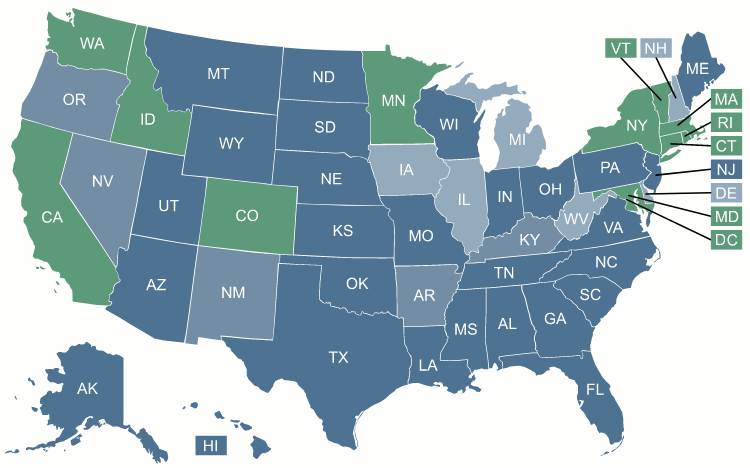 WA
MT
ND
MN
VT
NH
ME
OR
ID
SD
WI
MI
NY
MA
RI
CT
WY
NV
UT
CO
NE
IA
IL
IN
OH
PA
NJ
DE
MD
DC
CA
KS
MO
KY
WV
VA
AZ
NM
OK
AR
TN
NC
SC
TX
LA
MS
AL
GA
FL
AK
HI